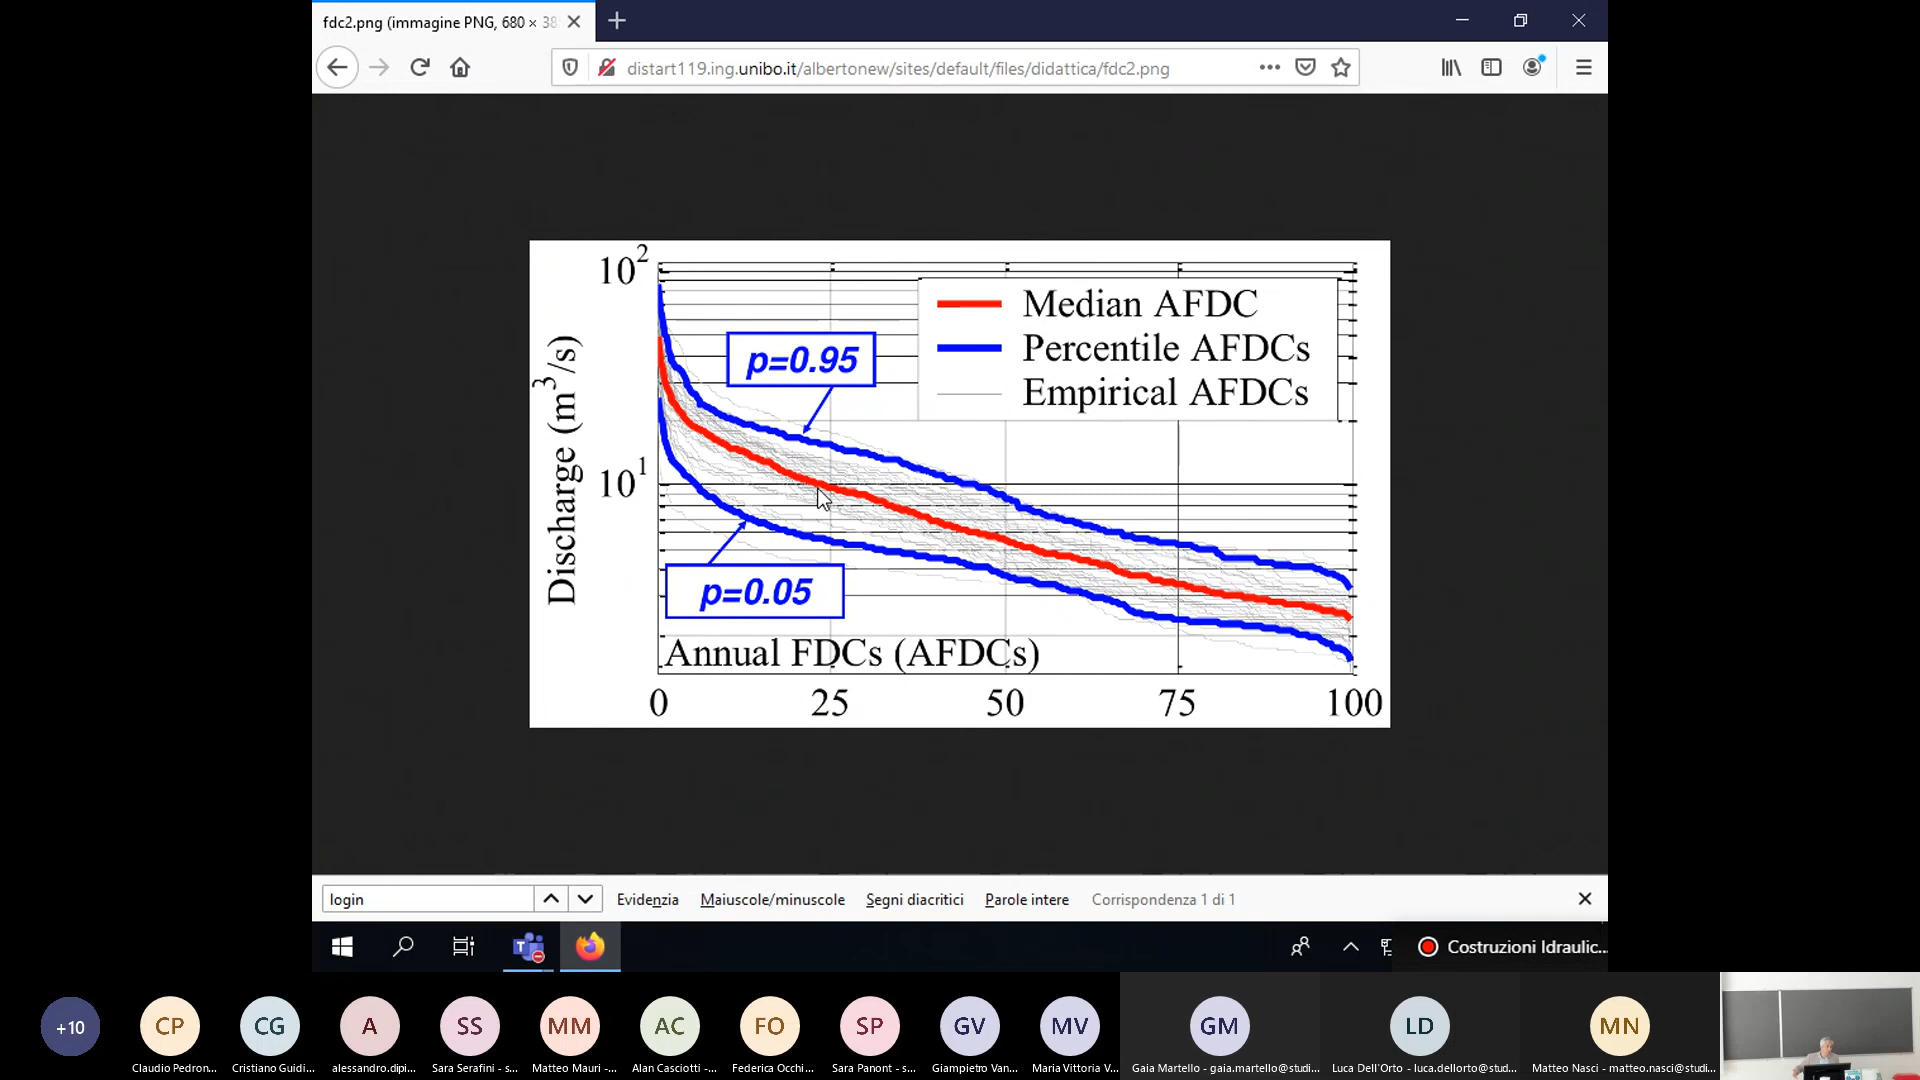 fdc2.png (immagine PNG, 680 × 38
distart119.ing.unibo.it/albertonew/sites/default/files/didattica/fdc2.png
10²
Median AFDC
Percentile AFDCs
Empirical AFDCs
p=0.95
Discharge (m³/s)
10¹
p=0.05
Annual FDCs (AFDCs)
0 25 50 75 100
login
Evidenzia Maiuscole/minuscole Segni diacritici Parole intere Corrispondenza 1 di 1
Costruzioni Idraulic...
+10 CP CG A SS MM AC FO SP GV MV GM LD MN
Claudio Pedron... Cristiano Guidi... alessandro.dipi... Sara Serafini - s... Matteo Mauri -... Alan Casciotti -... Federica Occhi... Sara Panont - s... Giampietro Van... Maria Vittoria V... Gaia Martello - gaia.martello@studi... Luca Dell'Orto - luca.dellorto@stud... Matteo Nasci - matteo.nasci@studi...